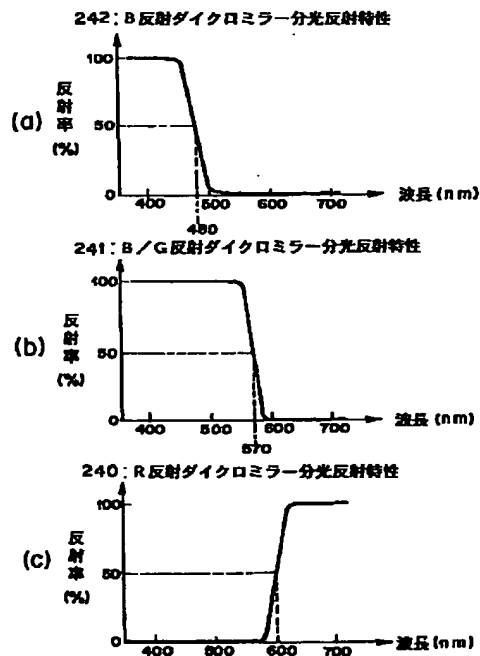 242:B反射ダイクロミラー分光反射特性
(a)
反射率(%)
100
50
0
400 500 600 700 波長(nm)
480
241:B/G反射ダイクロミラー分光反射特性
(b)
反射率(%)
100
50
0
400 500 600 700 波長(nm)
570
240:R反射ダイクロミラー分光反射特性
(c)
反射率(%)
100
50
0
400 500 600 700 波長(nm)